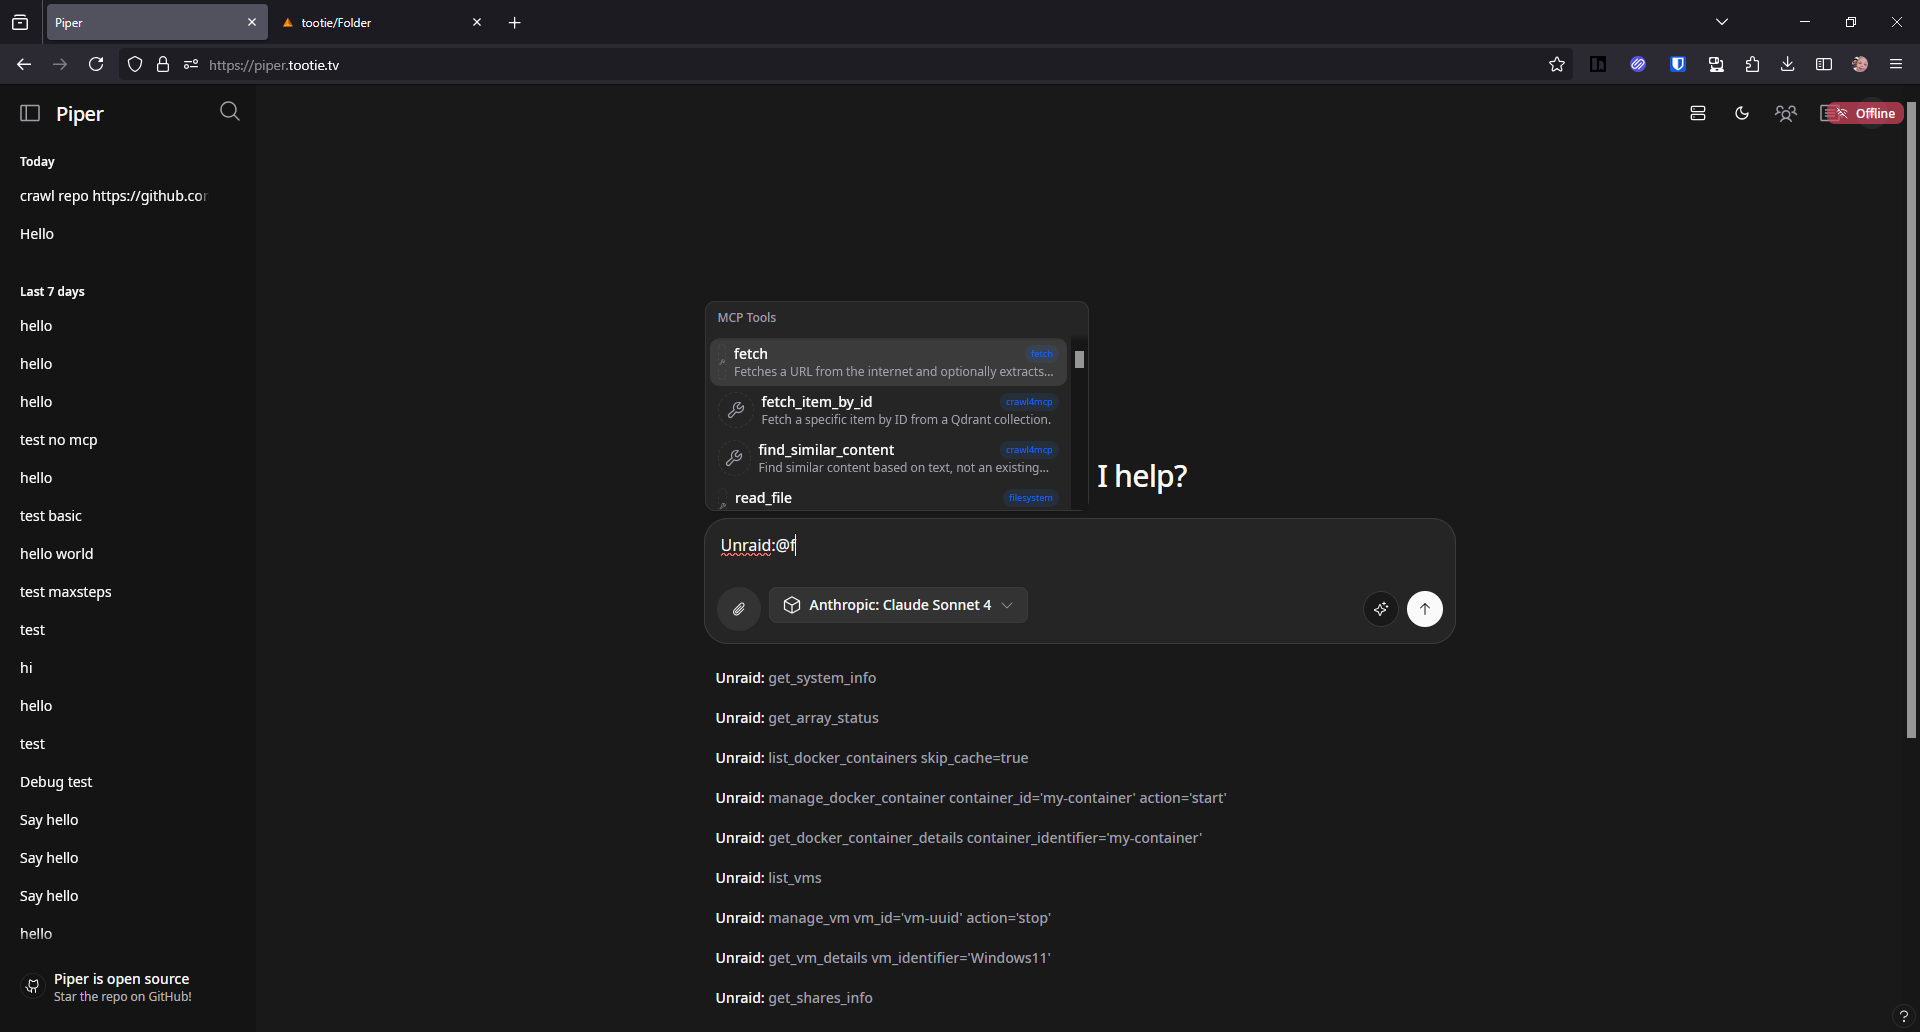 Piper
tootie/Folder
https://piper.tootie.tv
Piper
Offline
Today
crawl repo https://github.cor
Hello
Last 7 days
hello
hello
hello
test no mcp
hello
test basic
hello world
test maxsteps
test
hi
hello
test
Debug test
Say hello
Say hello
Say hello
hello
Piper is open source
Star the repo on GitHub!
MCP Tools
fetch fetch
Fetches a URL from the internet and optionally extracts...
fetch_item_by_id crawl4mcp
Fetch a specific item by ID from a Qdrant collection.
find_similar_content crawl4mcp
Find similar content based on text, not an existing...
read_file filesystem
I help?
Unraid:@f
Anthropic: Claude Sonnet 4
Unraid: get_system_info
Unraid: get_array_status
Unraid: list_docker_containers skip_cache=true
Unraid: manage_docker_container container_id='my-container' action='start'
Unraid: get_docker_container_details container_identifier='my-container'
Unraid: list_vms
Unraid: manage_vm vm_id='vm-uuid' action='stop'
Unraid: get_vm_details vm_identifier='Windows11'
Unraid: get_shares_info
?